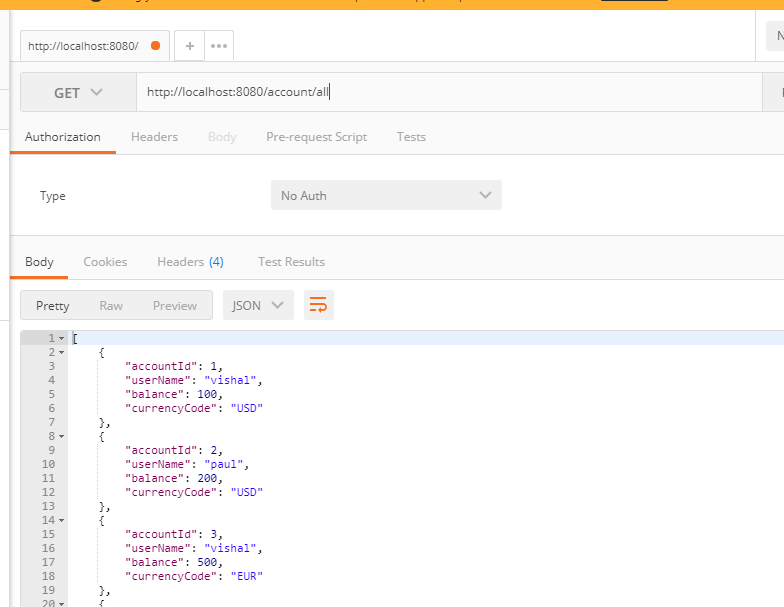 http://localhost:8080/
+ •••
GET http://localhost:8080/account/all
Authorization Headers Body Pre-request Script Tests
Type No Auth
Body Cookies Headers (4) Test Results
Pretty Raw Preview JSON
1 [
2 {
3 "accountId": 1,
4 "userName": "vishal",
5 "balance": 100,
6 "currencyCode": "USD"
7 },
8 {
9 "accountId": 2,
10 "userName": "paul",
11 "balance": 200,
12 "currencyCode": "USD"
13 },
14 {
15 "accountId": 3,
16 "userName": "vishal",
17 "balance": 500,
18 "currencyCode": "EUR"
19 },
20 {